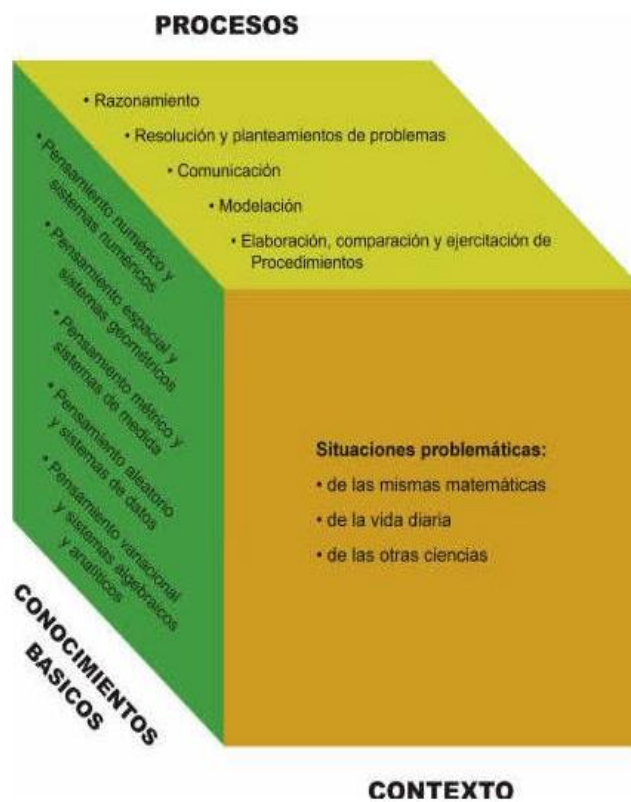 PROCESOS
• Razonamiento
• Resolución y planteamientos de problemas
• Comunicación
• Modelación
• Elaboración, comparación y ejercitación de
Procedimientos
• Pensamiento numérico y
sistemas numéricos
• Pensamiento espacial y
sistemas geométricos
• Pensamiento métrico y
sistemas de medida
• Pensamiento aleatorio
y sistemas de datos
• Pensamiento variacional
y sistemas algebraicos
y analíticos
Situaciones problemáticas:
• de las mismas matemáticas
• de la vida diaria
• de las otras ciencias
CONOCIMIENTOS
BASICOS
CONTEXTO